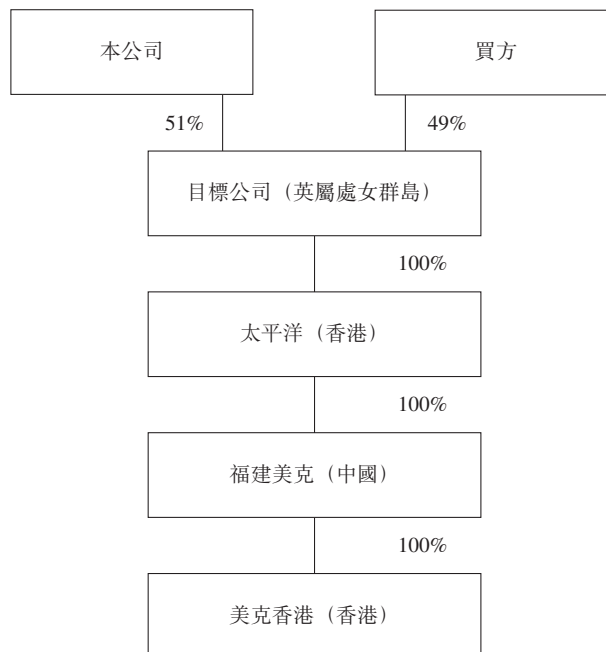 本公司
買方
51%
49%
目標公司（英屬處女群島）
100%
太平洋（香港）
100%
福建美克（中國）
100%
美克香港（香港）